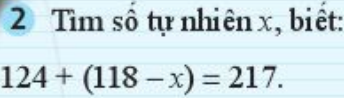 2 Tìm số tự nhiên x, biết:
124 + (118 – x) = 217.